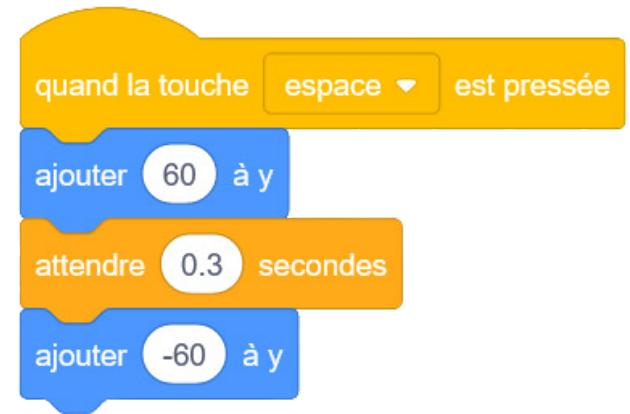 quand la touche espace est pressée
ajouter 60 à y
attendre 0.3 secondes
ajouter -60 à y